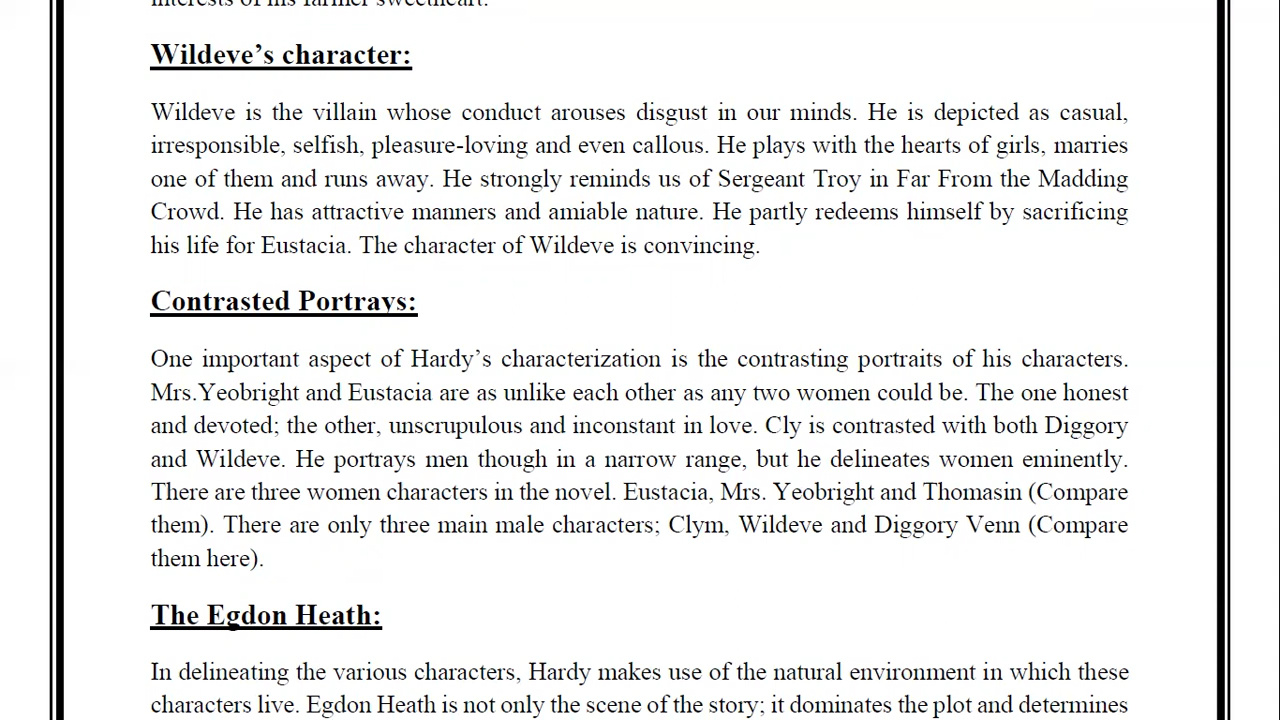 interests of his farmer sweetheart.
Wildeve’s character:
Wildeve is the villain whose conduct arouses disgust in our minds. He is depicted as casual,
irresponsible, selfish, pleasure-loving and even callous. He plays with the hearts of girls, marries
one of them and runs away. He strongly reminds us of Sergeant Troy in Far From the Madding
Crowd. He has attractive manners and amiable nature. He partly redeems himself by sacrificing
his life for Eustacia. The character of Wildeve is convincing.
Contrasted Portrays:
One important aspect of Hardy’s characterization is the contrasting portraits of his characters.
Mrs.Yeobright and Eustacia are as unlike each other as any two women could be. The one honest
and devoted; the other, unscrupulous and inconstant in love. Cly is contrasted with both Diggory
and Wildeve. He portrays men though in a narrow range, but he delineates women eminently.
There are three women characters in the novel. Eustacia, Mrs. Yeobright and Thomasin (Compare
them). There are only three main male characters; Clym, Wildeve and Diggory Venn (Compare
them here).
The Egdon Heath:
In delineating the various characters, Hardy makes use of the natural environment in which these
characters live. Egdon Heath is not only the scene of the story; it dominates the plot and determines